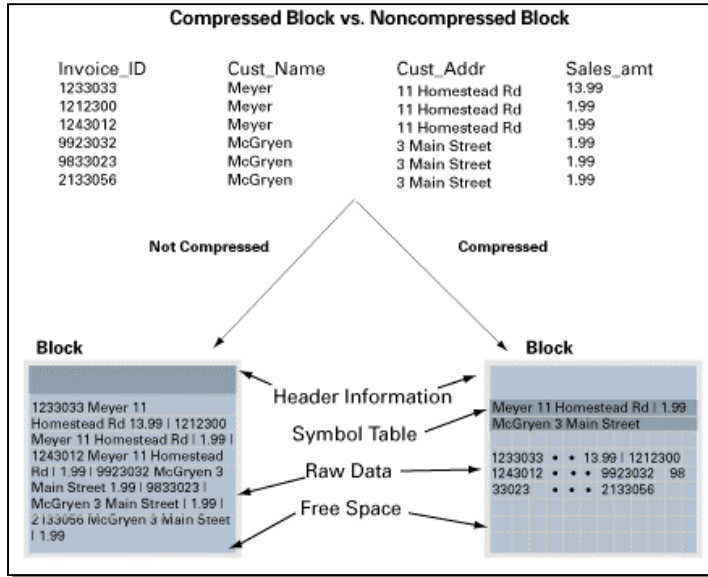 Compressed Block vs. Noncompressed Block
Invoice_ID Cust_Name Cust_Addr Sales_amt
1233033 Meyer 11 Homestead Rd 13.99
1212300 Meyer 11 Homestead Rd 1.99
1243012 Meyer 11 Homestead Rd 1.99
9923032 McGryen 3 Main Street 1.99
9833023 McGryen 3 Main Street 1.99
2133056 McGryen 3 Main Street 1.99
Not Compressed
Compressed
Block
1233033 Meyer 11
Homestead Rd 13.99 | 1212300
Meyer 11 Homestead Rd | 1.99 |
1243012 Meyer 11 Homestead
Rd | 1.99 | 9923032 McGryen 3
Main Street 1.99 | 9833023 |
McGryen 3 Main Street | 1.99 |
2133056 McGryen 3 Main Steet
| 1.99
Header Information
Symbol Table
Raw Data
Free Space
Block
Meyer 11 Homestead Rd | 1.99
McGryen 3 Main Street
1233033 • • 13.99 | 1212300
1243012 • • • 9923032 98
33023 • • • 2133056